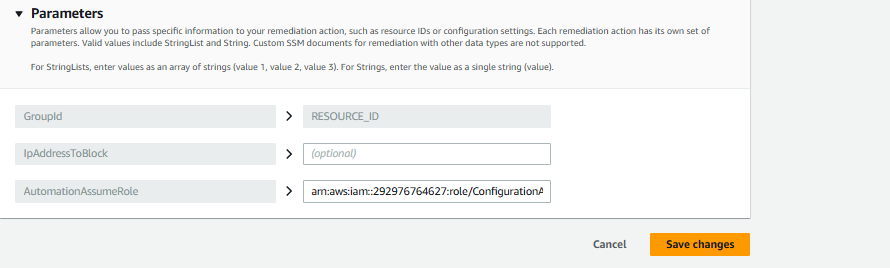 Parameters
Parameters allow you to pass specific information to your remediation action, such as resource IDs or configuration settings. Each remediation action has its own set of
parameters. Valid values include StringList and String. Custom SSM documents for remediation with other data types are not supported.
For StringLists, enter values as an array of strings (value 1, value 2, value 3). For Strings, enter the value as a single string (value).
GroupId RESOURCE_ID
IpAddressToBlock (optional)
AutomationAssumeRole arn:aws:iam::292976764627:role/ConfigurationA
Cancel Save changes